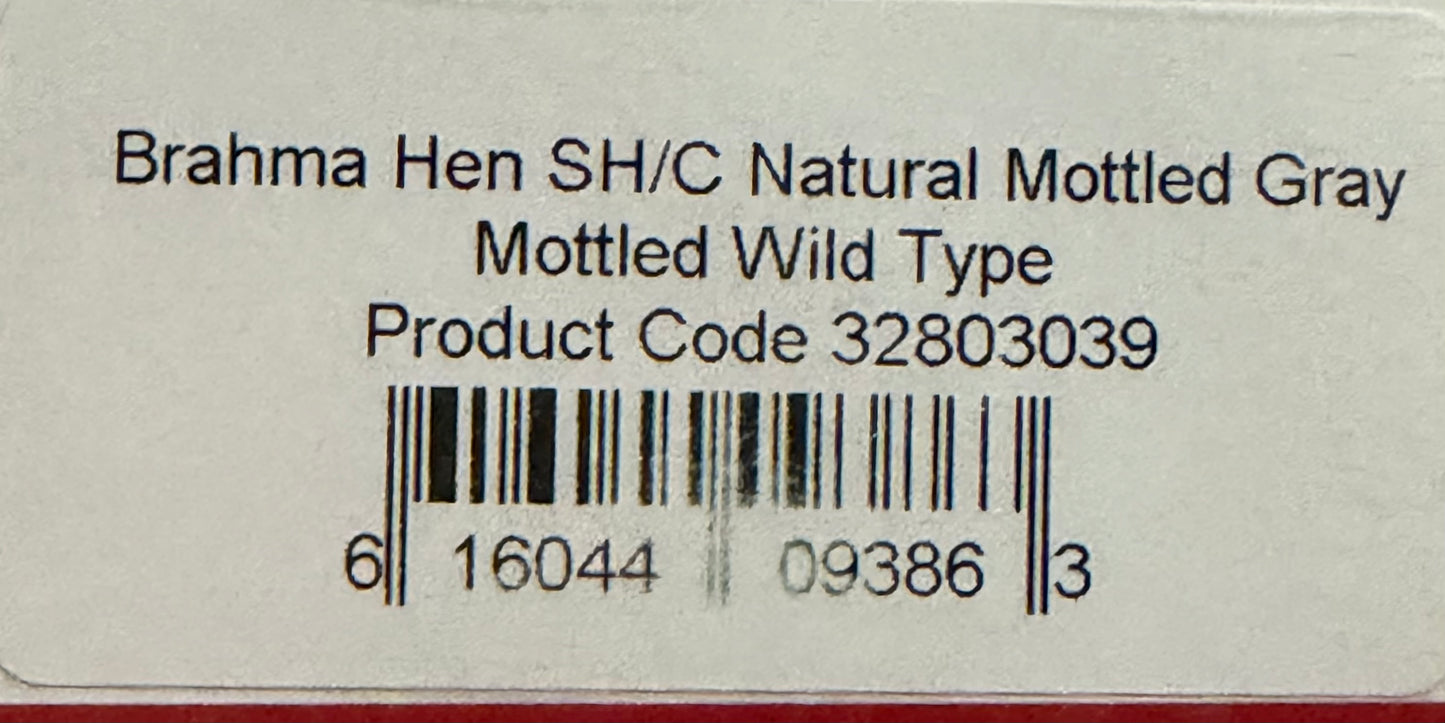 Brahma Hen SH/C Natural Mottled Gray
Mottled Wild Type
Product Code 32803039
6 16044 09386 3